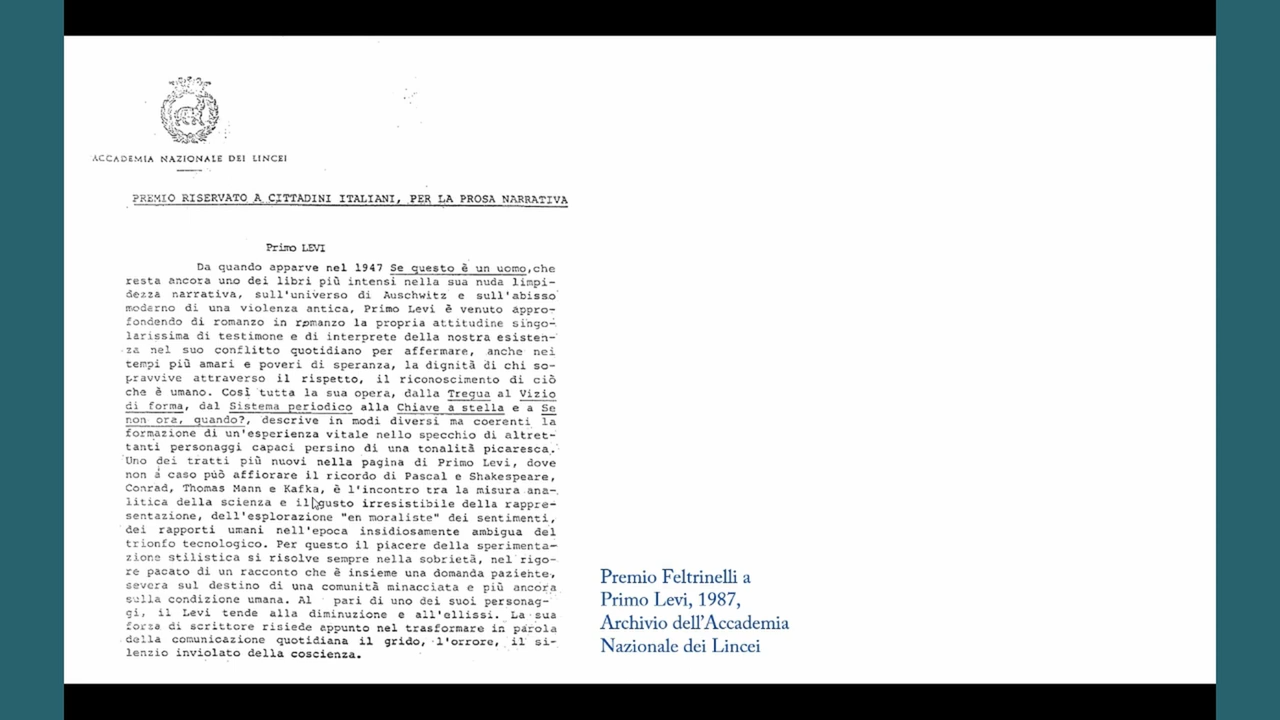 ACCADEMIA NAZIONALE DEI LINCEI
PREMIO RISERVATO A CITTADINI ITALIANI, PER LA PROSA NARRATIVA
Primo LEVI
Da quando apparve nel 1947 Se questo è un uomo,che
resta ancora uno dei libri più intensi nella sua nuda limpi-
dezza narrativa, sull'universo di Auschwitz e sull'abisso
moderno di una violenza antica, Primo Levi è venuto appro-
fondendo di romanzo in romanzo la propria attitudine singo-
larissima di testimone e di interprete della nostra esisten-
za nel suo conflitto quotidiano per affermare, anche nei
tempi più amari e poveri di speranza, la dignità di chi so-
pravvive attraverso il rispetto, il riconoscimento di ciò
che è umano. Così tutta la sua opera, dalla Tregua al Vizio
di forma, dal Sistema periodico alla Chiave a stella e a Se
non ora, quando?, descrive in modi diversi ma coerenti la
formazione di un'esperienza vitale nello specchio di altret-
tanti personaggi capaci persino di una tonalità picaresca.
Uno dei tratti più nuovi nella pagina di Primo Levi, dove
non a caso può affiorare il ricordo di Pascal e Shakespeare,
Conrad, Thomas Mann e Kafka, è l'incontro tra la misura ana-
litica della scienza e il gusto irresistibile della rappre-
sentazione, dell'esplorazione "en moraliste" dei sentimenti,
dei rapporti umani nell'epoca insidiosamente ambigua del
trionfo tecnologico. Per questo il piacere della sperimenta-
zione stilistica si risolve sempre nella sobrietà, nel rigo-
re pacato di un racconto che è insieme una domanda paziente,
severa sul destino di una comunità minacciata e più ancora
sulla condizione umana. Al pari di uno dei suoi personag-
gi, il Levi tende alla diminuzione e all'ellissi. La sua
forza di scrittore risiede appunto nel trasformare in parola
della comunicazione quotidiana il grido, l'orrore, il si-
lenzio inviolato della coscienza.
Premio Feltrinelli a
Primo Levi, 1987,
Archivio dell'Accademia
Nazionale dei Lincei